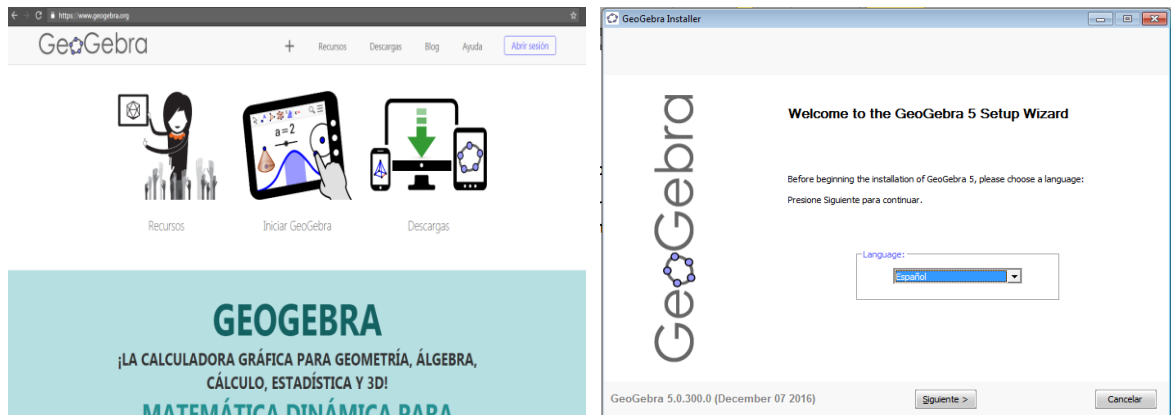 https://www.geogebra.org
GeoGebra
+ Recursos Descargas Blog Ayuda Abrir sesión
a = 2
Recursos Iniciar GeoGebra Descargas
GEOGEBRA
¡LA CALCULADORA GRÁFICA PARA GEOMETRÍA, ÁLGEBRA,
CÁLCULO, ESTADÍSTICA Y 3D!
MATEMÁTICA DINÁMICA PARA
GeoGebra Installer
GeoGebra
Welcome to the GeoGebra 5 Setup Wizard
Before beginning the installation of GeoGebra 5, please choose a language:
Presione Siguiente para continuar.
Language:
Español
GeoGebra 5.0.300.0 (December 07 2016)
Siguiente >
Cancelar